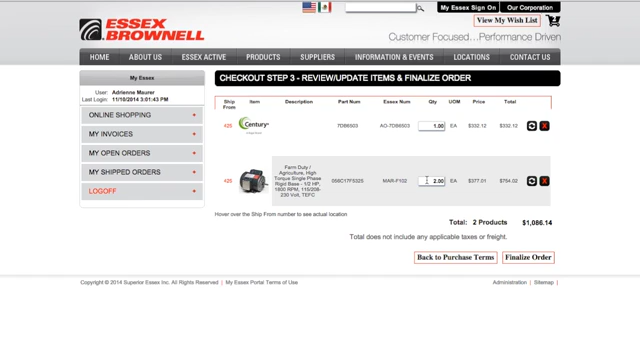 My Essex Sign On
Our Corporation
ESSEX
BROWNELL
View My Wish List
Customer Focused...Performance Driven
HOME ABOUT US ESSEX ACTIVE PRODUCTS SUPPLIERS INFORMATION & EVENTS LOCATIONS CONTACT US
My Essex
User: Adrienne Maurer
Last Login: 11/10/2014 3:01:43 PM
ONLINE SHOPPING +
MY INVOICES +
MY OPEN ORDERS +
MY SHIPPED ORDERS +
LOGOFF +
CHECKOUT STEP 3 - REVIEW/UPDATE ITEMS & FINALIZE ORDER
Ship From Item Description Part Num Essex Num Qty UOM Price Total
425 Century 7DB6503 AO-7DB6503 1.00 EA $332.12 $332.12 X
425 Farm Duty / Agriculture, High Torque Single Phase Rigid Base - 1/2 HP, 1800 RPM, 115/208-230 Volt, TEFC 056C17F5325 MAR-F102 2.00 EA $377.01 $754.02 X
Hover over the Ship From number to see actual location
Total: 2 Products $1,086.14
Total does not include any applicable taxes or freight.
Back to Purchase Terms Finalize Order
Copyright © 2014 Superior Essex Inc. All Rights Reserved | My Essex Portal Terms of Use
Administration | Sitemap |